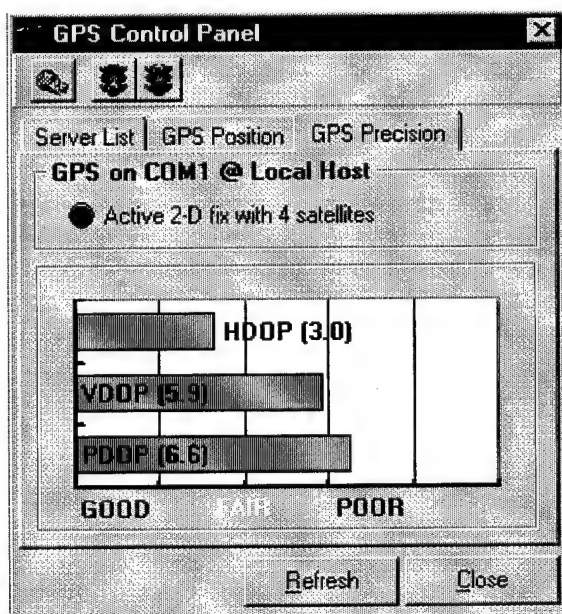 GPS Control Panel
Server List GPS Position GPS Precision
GPS on COM1 @ Local Host
Active 2-D fix with 4 satellites
HDOP (3.0)
VDOP (5.9)
PDOP (6.6)
GOOD FAIR POOR
Refresh Close